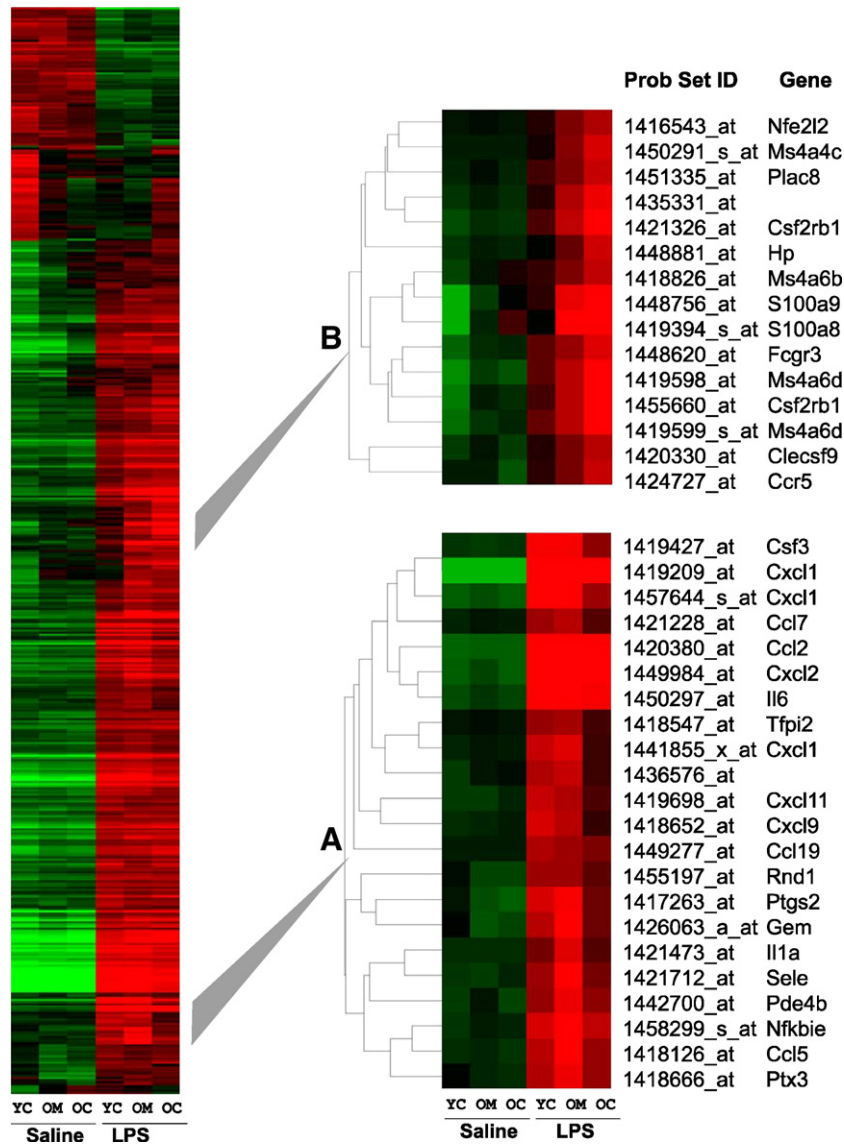 Prob Set ID Gene
1416543_at Nfe2l2
1450291_s_at Ms4a4c
1451335_at Plac8
1435331_at
1421326_at Csf2rb1
1448881_at Hp
1418826_at Ms4a6b
1448756_at S100a9
1419394_s_at S100a8
1448620_at Fcgr3
1419598_at Ms4a6d
1455660_at Csf2rb1
1419599_s_at Ms4a6d
1420330_at Clecsf9
1424727_at Ccr5
B
1419427_at Csf3
1419209_at Cxcl1
1457644_s_at Cxcl1
1421228_at Ccl7
1420380_at Ccl2
1449984_at Cxcl2
1450297_at Il6
1418547_at Tfpi2
1441855_x_at Cxcl1
1436576_at
1419698_at Cxcl11
1418652_at Cxcl9
1449277_at Ccl19
1455197_at Rnd1
1417263_at Ptgs2
1426063_a_at Gem
1421473_at Il1a
1421712_at Sele
1442700_at Pde4b
1458299_s_at Nfkbie
1418126_at Ccl5
1418666_at Ptx3
A
YC OM OC YC OM OC
Saline LPS
YC OM OC YC OM OC
Saline LPS